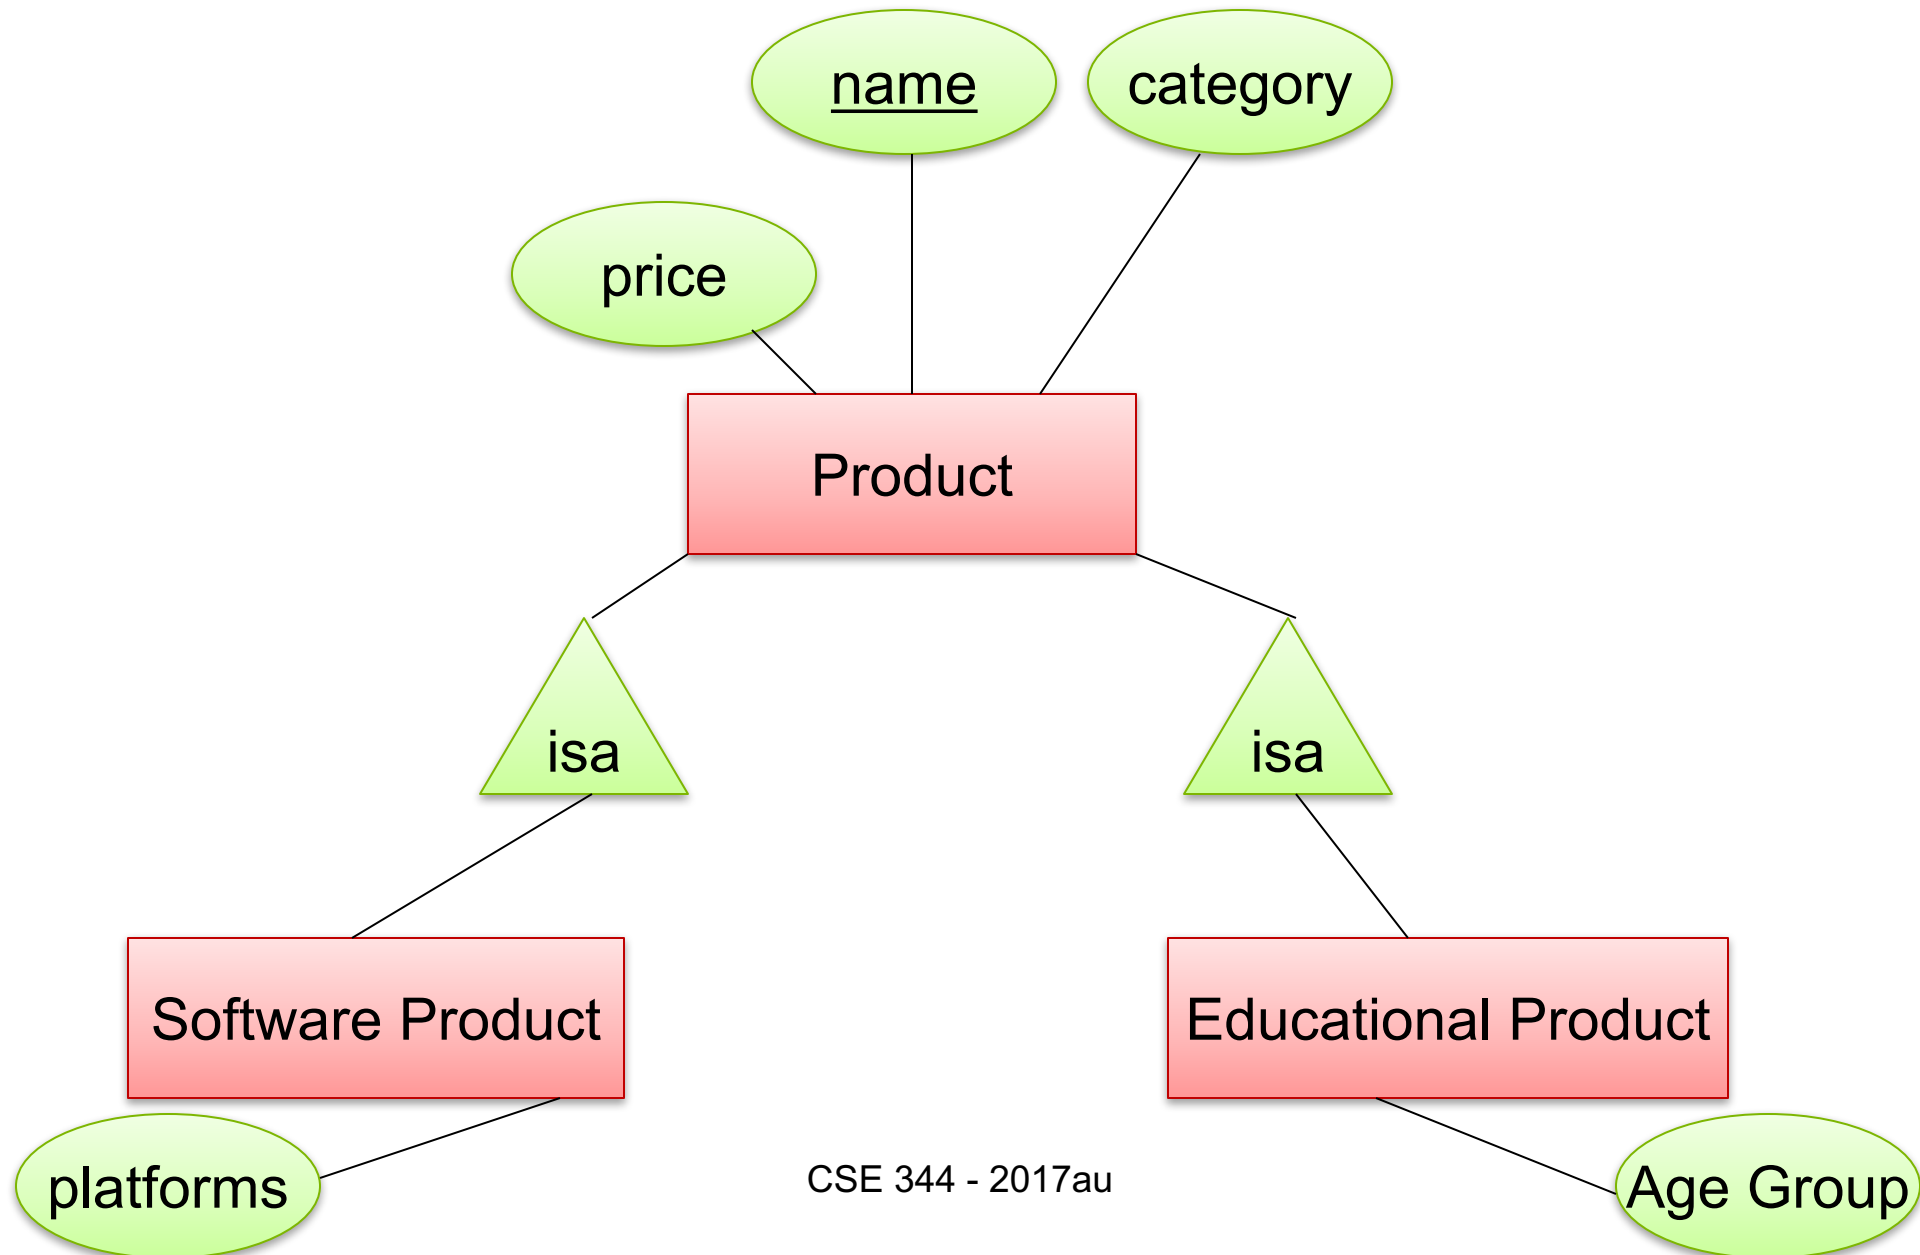 name
category
price
Product
isa
isa
Software Product
Educational Product
platforms
CSE 344 - 2017au
Age Group